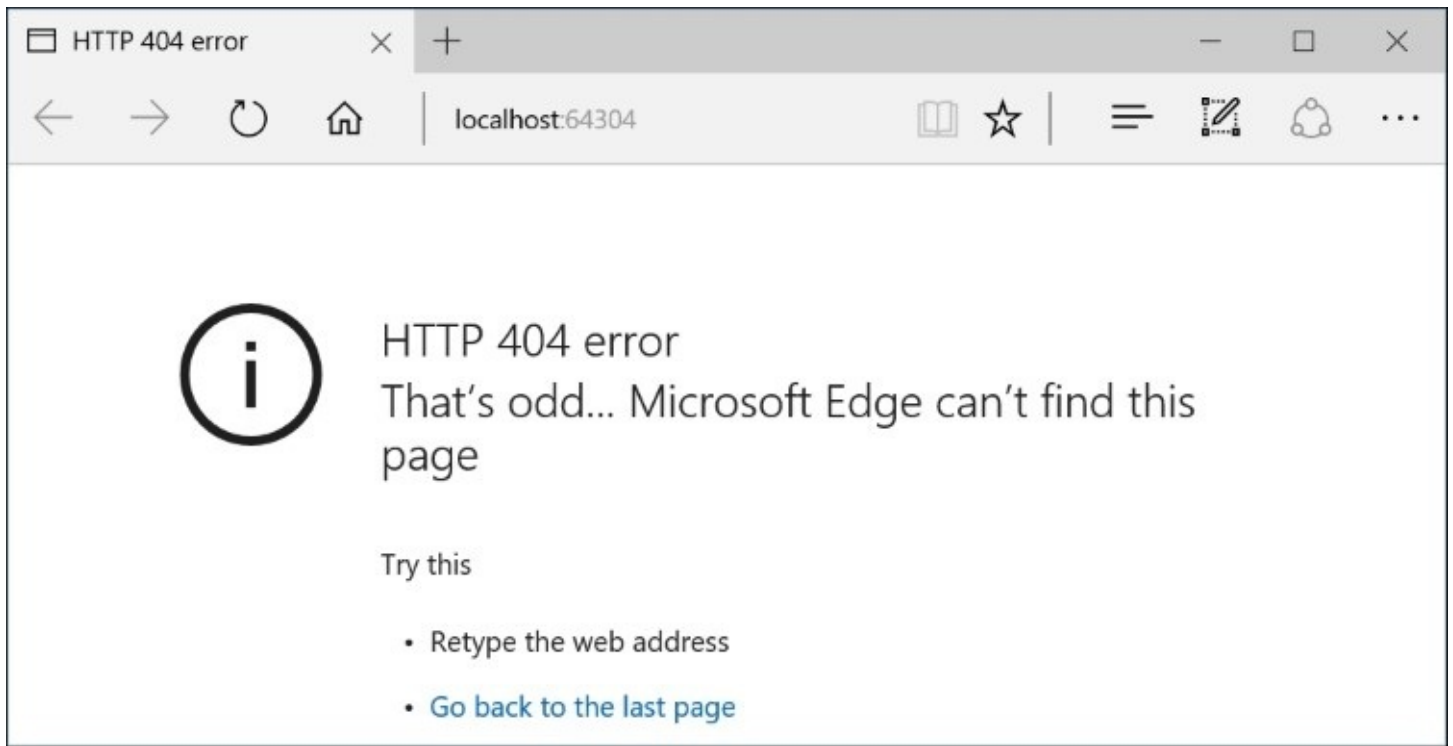 HTTP 404 error
localhost:64304
HTTP 404 error
That's odd... Microsoft Edge can't find this
page
Try this
• Retype the web address
• Go back to the last page